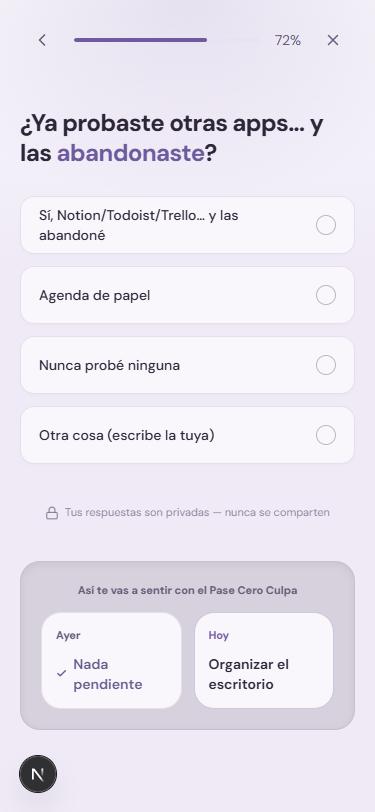 72%
¿Ya probaste otras apps... y
las abandonaste?
Sí, Notion/Todoist/Trello... y las
abandoné
Agenda de papel
Nunca probé ninguna
Otra cosa (escribe la tuya)
Tus respuestas son privadas — nunca se comparten
Así te vas a sentir con el Pase Cero Culpa
Ayer
Nada
pendiente
Hoy
Organizar el
escritorio
N